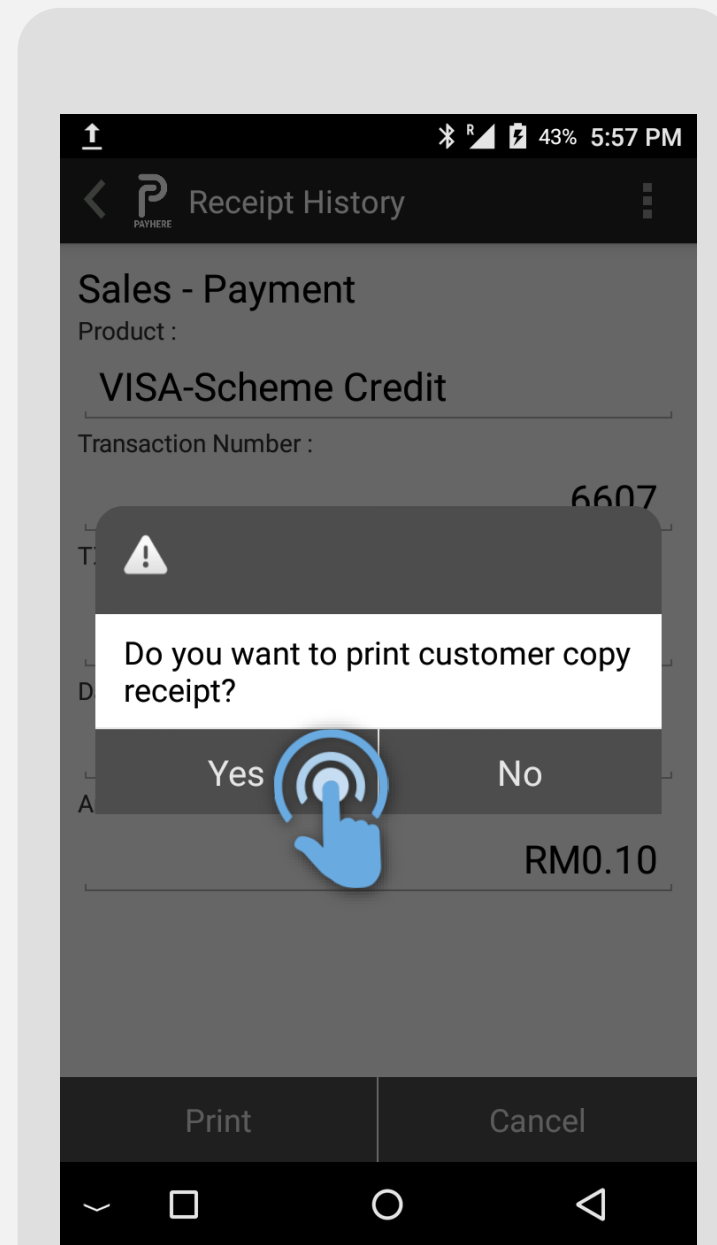 R 43% 5:57 PM
PAYHERE
Receipt History
Sales - Payment
Product :
VISA-Scheme Credit
Transaction Number :
6607
Do you want to print customer copy
receipt?
Yes No
RM0.10
Print Cancel